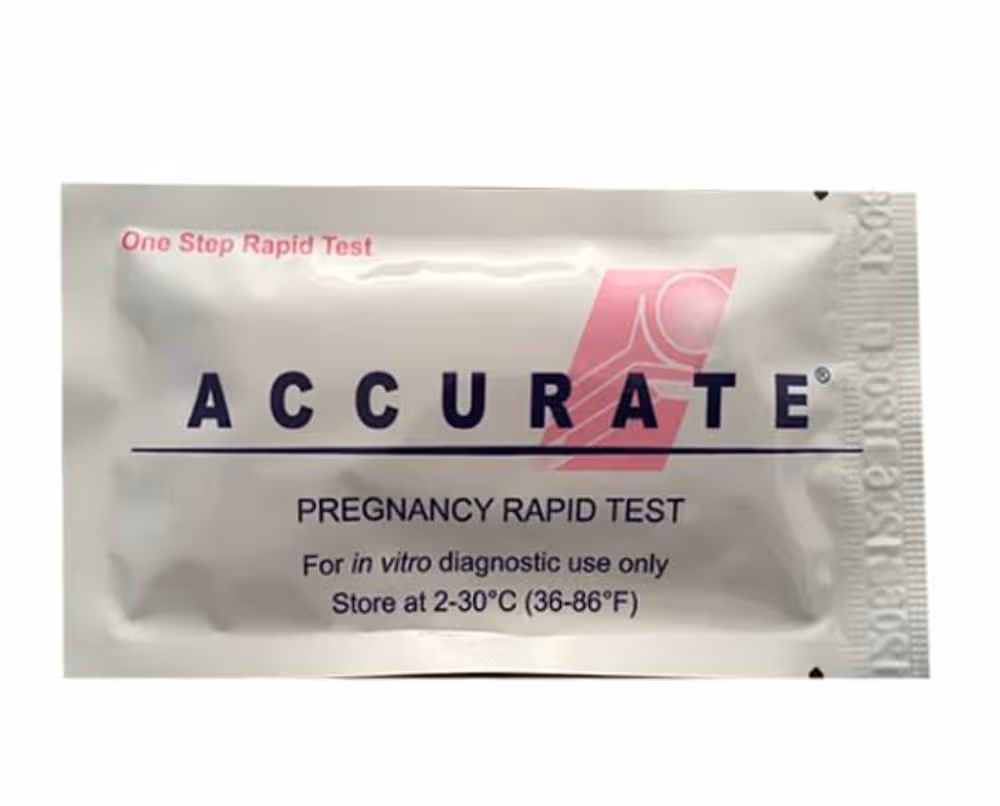 One Step Rapid Test
ACCURATE®
PREGNANCY RAPID TEST
For in vitro diagnostic use only
Store at 2-30°C (36-86°F)